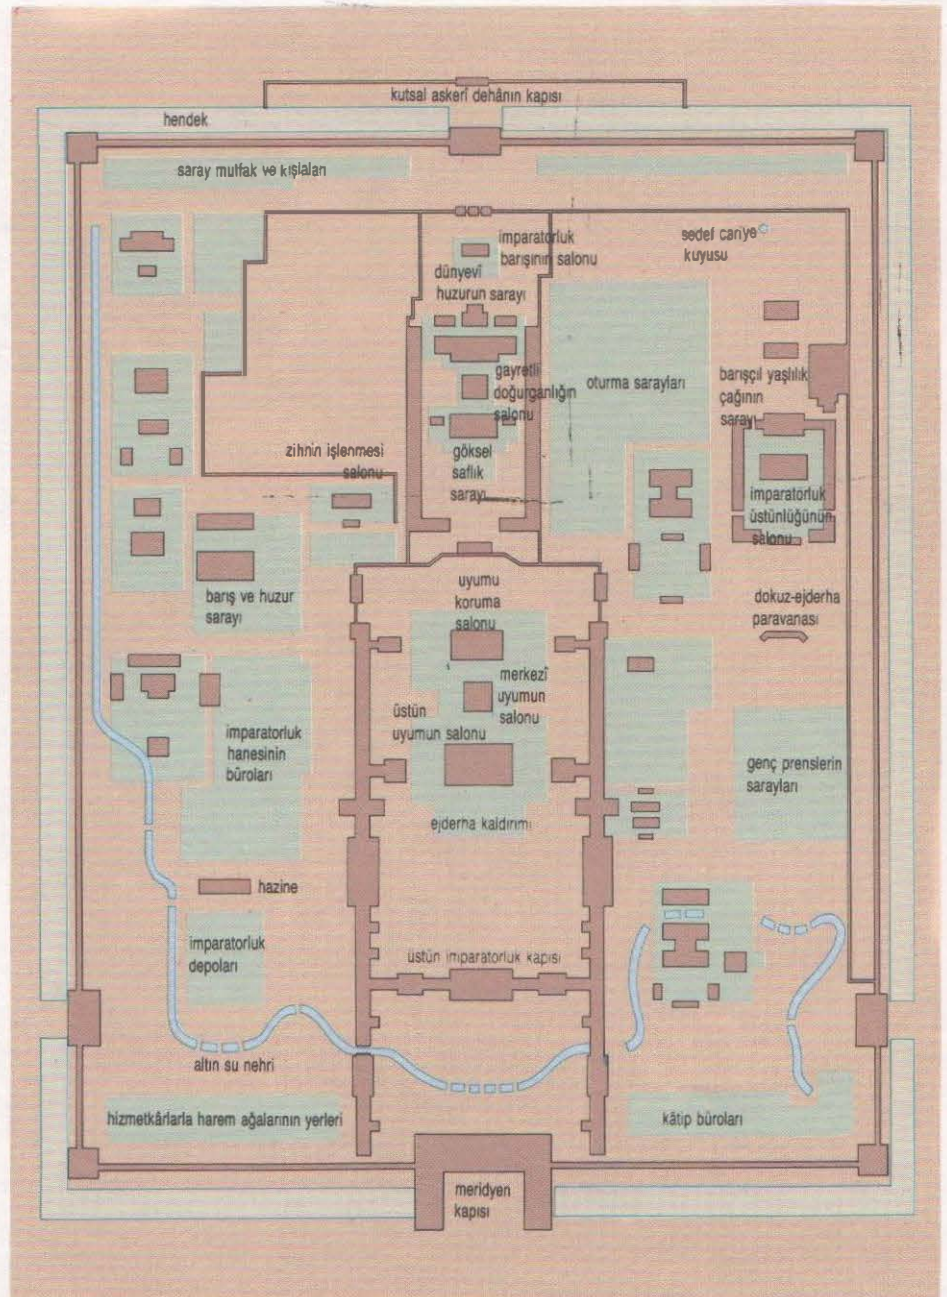 kutsal askerî dehânın kapısı
hendek
saray mutfak ve kışlaları
imparatorluk
barışının salonu
sedef cariye
kuyusu
dünyevî
huzurun sarayı
gayretli
doğurganlığın
salonu
oturma sarayları
barışçıl yaşlılık
çağının
sarayı
zihnin işlenmesi
salonu
göksel
saflık
sarayı
imparatorluk
üstünlüğünün
salonu
uyumu
koruma
salonu
barış ve huzur
sarayı
dokuz-ejderha
paravanası
merkezî
uyumun
salonu
üstün
uyumun salonu
imparatorluk
hanesinin
büroları
genç prenslerin
sarayları
ejderha kaldırımı
hazine
imparatorluk
depoları
üstün imparatorluk kapısı
altın su nehri
hizmetkârlarla harem ağalarının yerleri
kâtip büroları
meridyen
kapısı